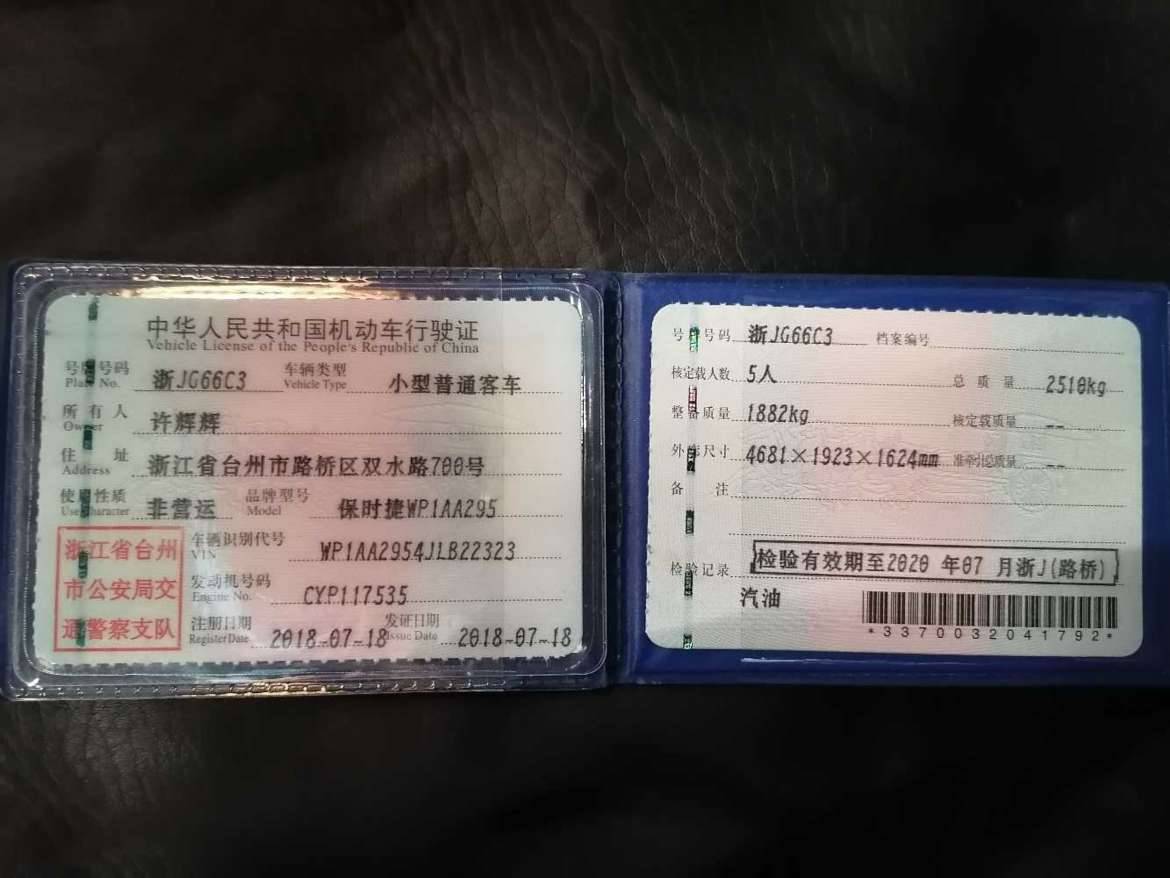 中华人民共和国机动车行驶证
Vehicle License of the People's Republic of China
号牌号码 浙JG66C3 车辆类型 小型普通客车
Plate No. Vehicle Type
所有人 许辉辉
Owner
住址 浙江省台州市路桥区双水路700号
Address
使用性质 非营运 品牌型号 保时捷WP1AA295
Use Character Model
浙江省台州
市公安局交
通警察支队
车辆识别代号 WP1AA2954JLB22323
VIN
发动机号码 CYP117535
Engine No.
注册日期 2018-07-18 发证日期 2018-07-18
Register Date Issue Date
号牌号码 浙JG66C3 档案编号
核定载人数 5人 总质量 2510kg
整备质量 1882kg 核定载质量 --
外廓尺寸 4681×1923×1624mm 准牵引总质量 --
备注
检验记录 检验有效期至2020 年07 月浙J(路桥)
汽油
*3370032041792*